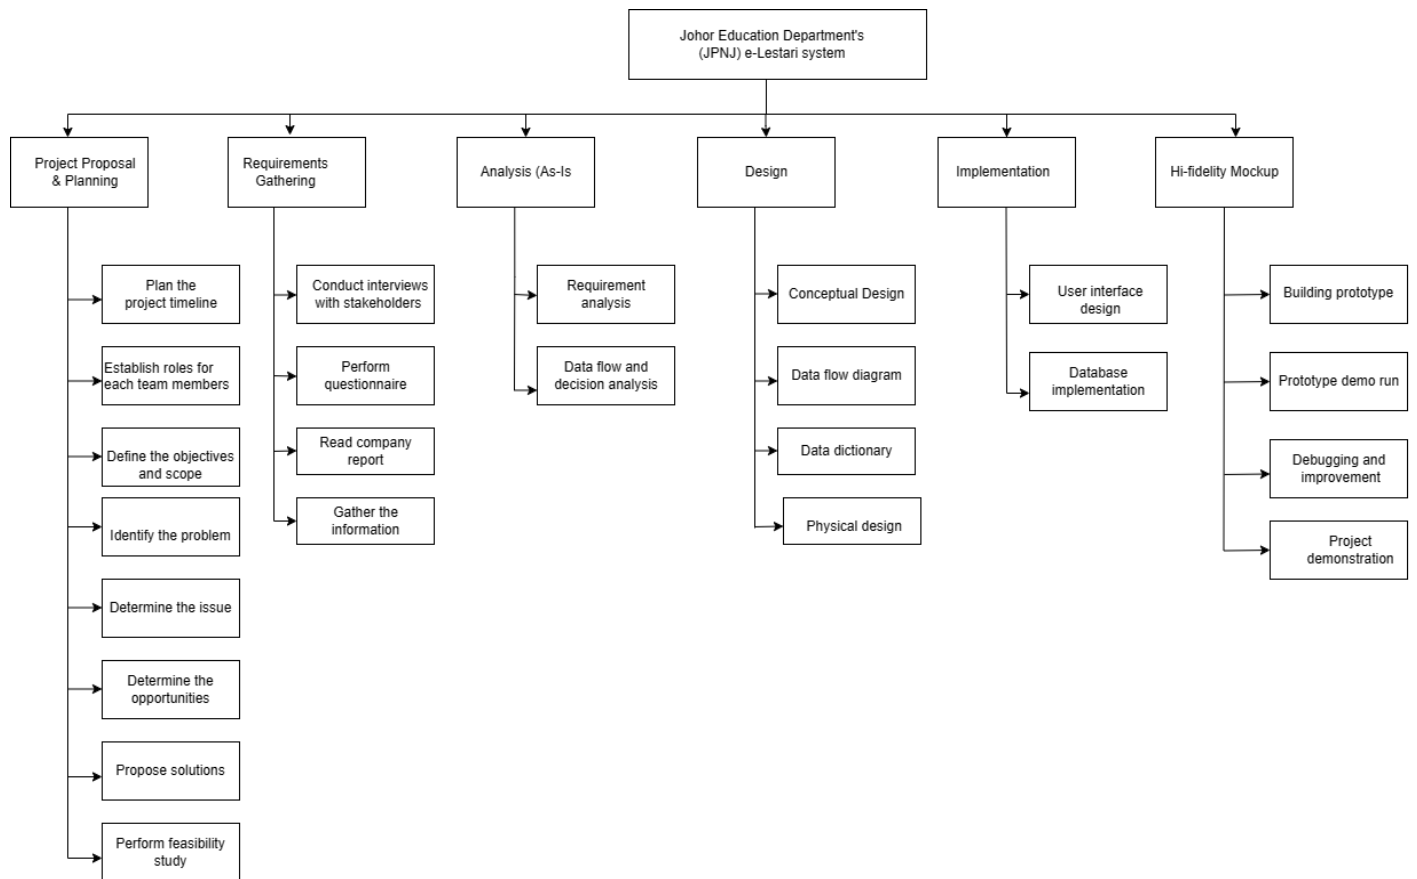 Johor Education Department's
(JPNJ) e-Lestari system
Project Proposal
& Planning
Requirements
Gathering
Analysis (As-Is
Design
Implementation
Hi-fidelity Mockup
Plan the
project timeline
Establish roles for
each team members
Define the objectives
and scope
Identify the problem
Determine the issue
Determine the
opportunities
Propose solutions
Perform feasibility
study
Conduct interviews
with stakeholders
Perform
questionnaire
Read company
report
Gather the
information
Requirement
analysis
Data flow and
decision analysis
Conceptual Design
Data flow diagram
Data dictionary
Physical design
User interface
design
Database
implementation
Building prototype
Prototype demo run
Debugging and
improvement
Project
demonstration